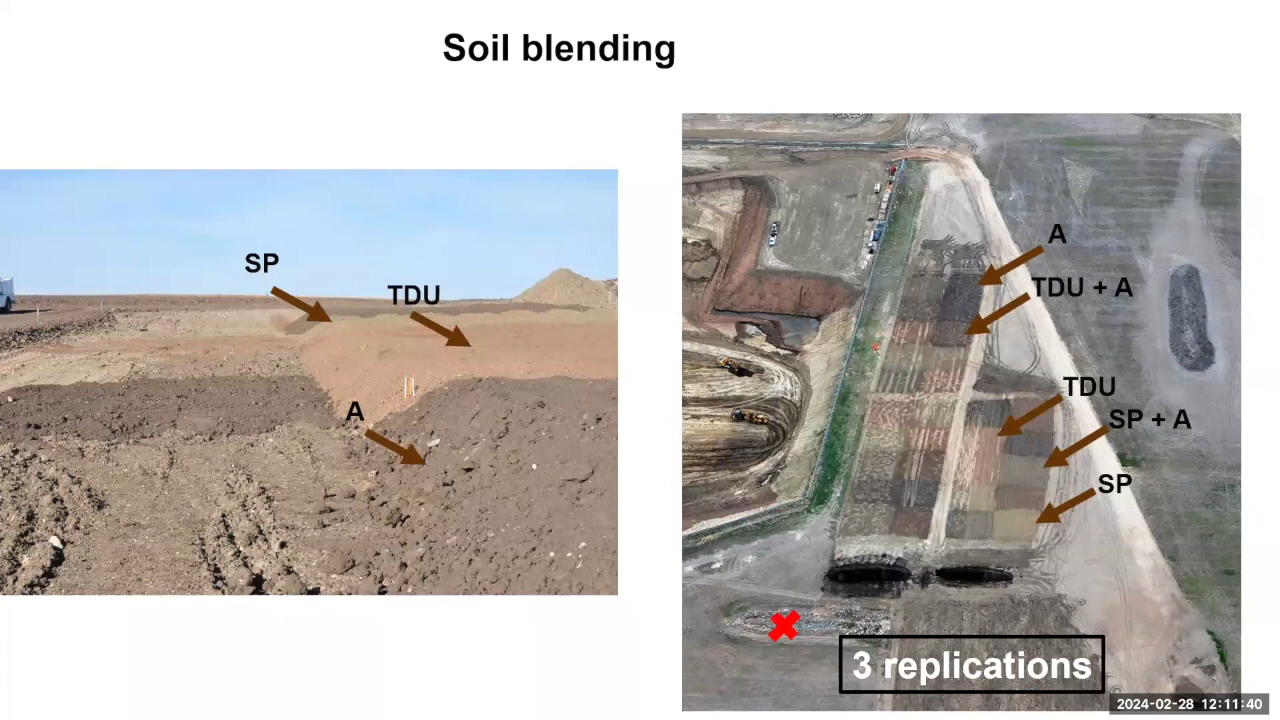 Soil blending
SP
TDU
A
A
TDU + A
TDU
SP + A
SP
3 replications
2024-02-28 12:11:40